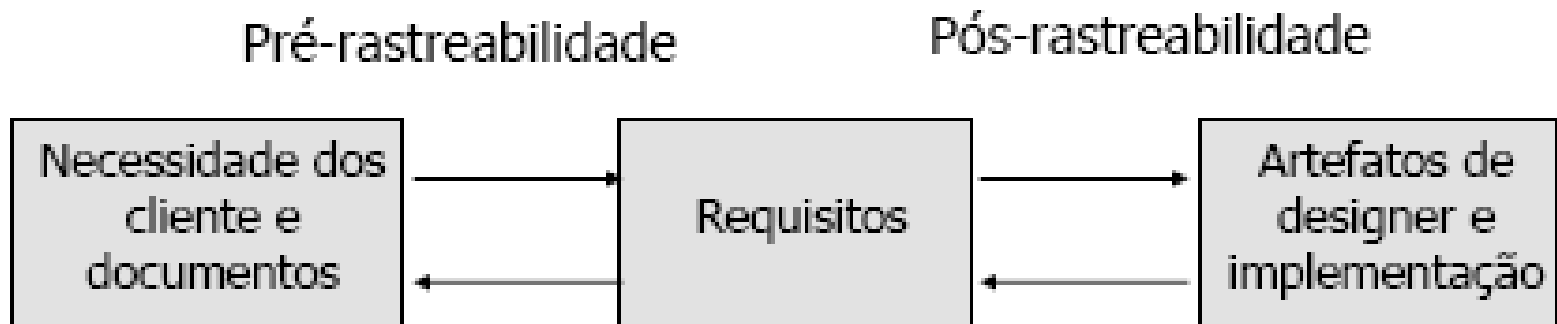 Pré-rastreabilidade
Pós-rastreabilidade
Necessidade dos
cliente e
documentos
Requisitos
Artefatos de
designer e
implementação